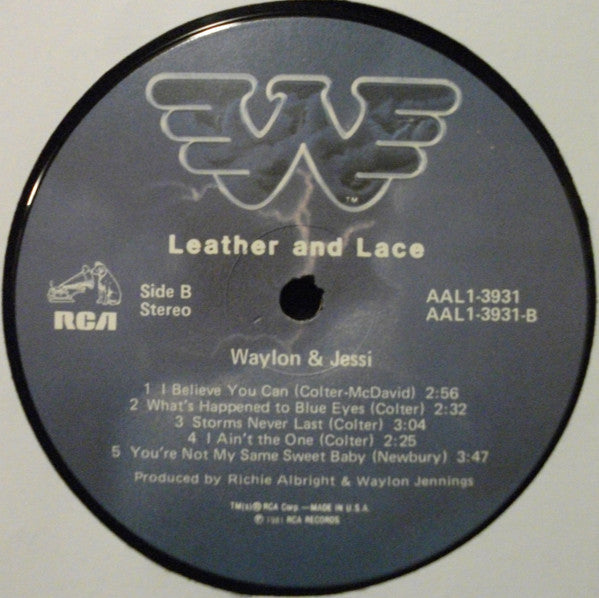 TM
Leather and Lace
Side B
Stereo
RCA
AAL1-3931
AAL1-3931-B
Waylon & Jessi
1 I Believe You Can (Colter-McDavid) 2:56
2 What's Happened to Blue Eyes (Colter) 2:32
3 Storms Never Last (Colter) 3:04
4 I Ain't the One (Colter) 2:25
5 You're Not My Same Sweet Baby (Newbury) 3:47
Produced by Richie Albright & Waylon Jennings
TM(s) ® RCA Corp. — MADE IN U.S.A.
℗ 1981 RCA RECORDS